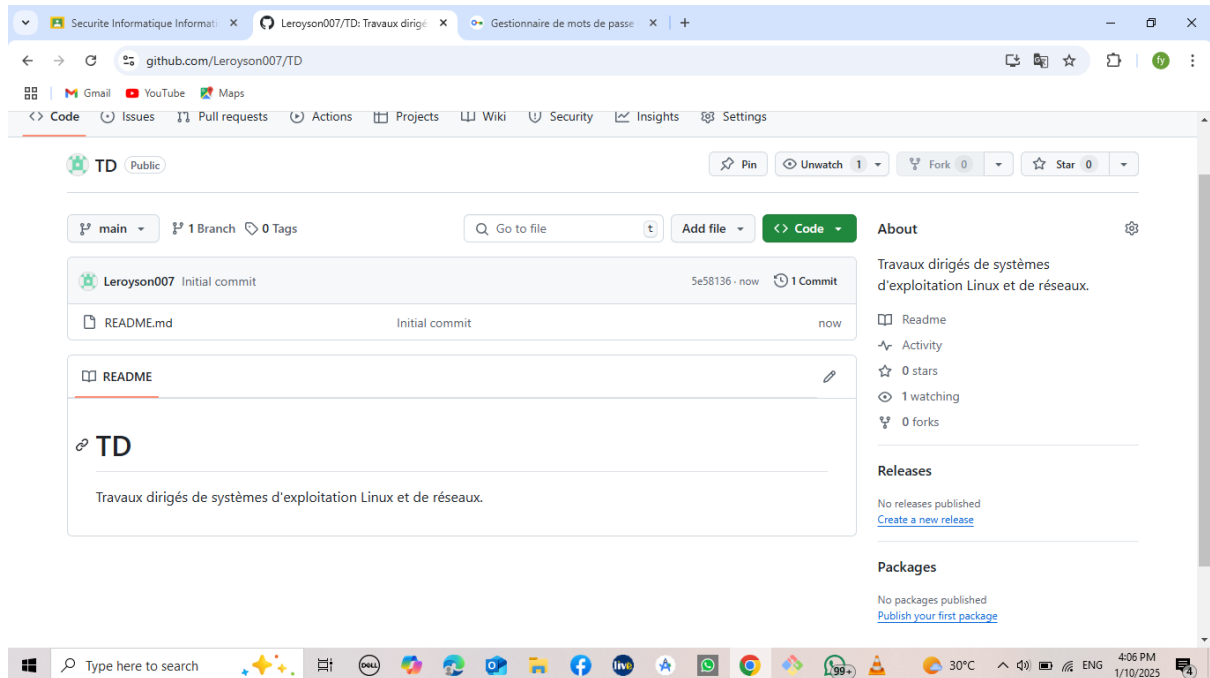 Securite Informatique Informati
Leroyson007/TD: Travaux dirigé
Gestionnaire de mots de passe
github.com/Leroyson007/TD
fy
Gmail YouTube Maps
Code Issues Pull requests Actions Projects Wiki Security Insights Settings
TD Public Pin Unwatch 1 Fork 0 Star 0
main 1 Branch 0 Tags Go to file t Add file Code
About
Leroyson007 Initial commit 5e58136 · now 1 Commit
Travaux dirigés de systèmes
d'exploitation Linux et de réseaux.
README.md Initial commit now
Readme
Activity
0 stars
1 watching
0 forks
README
TD
Travaux dirigés de systèmes d'exploitation Linux et de réseaux.
Releases
No releases published
Create a new release
Packages
No packages published
Publish your first package
Type here to search
DELL
live
99+
30°C
ENG
4:06 PM
1/10/2025
4